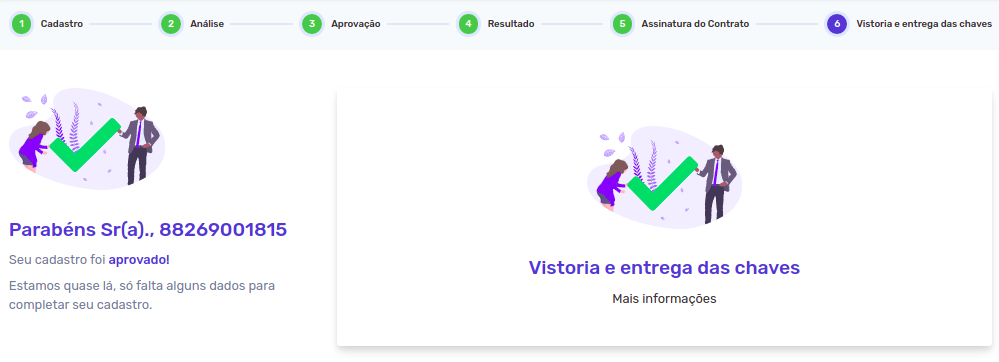 1 Cadastro 2 Análise 3 Aprovação 4 Resultado 5 Assinatura do Contrato 6 Vistoria e entrega das chaves
Parabéns Sr(a)., 88269001815
Seu cadastro foi aprovado!
Estamos quase lá, só falta alguns dados para
completar seu cadastro.
Vistoria e entrega das chaves
Mais informações